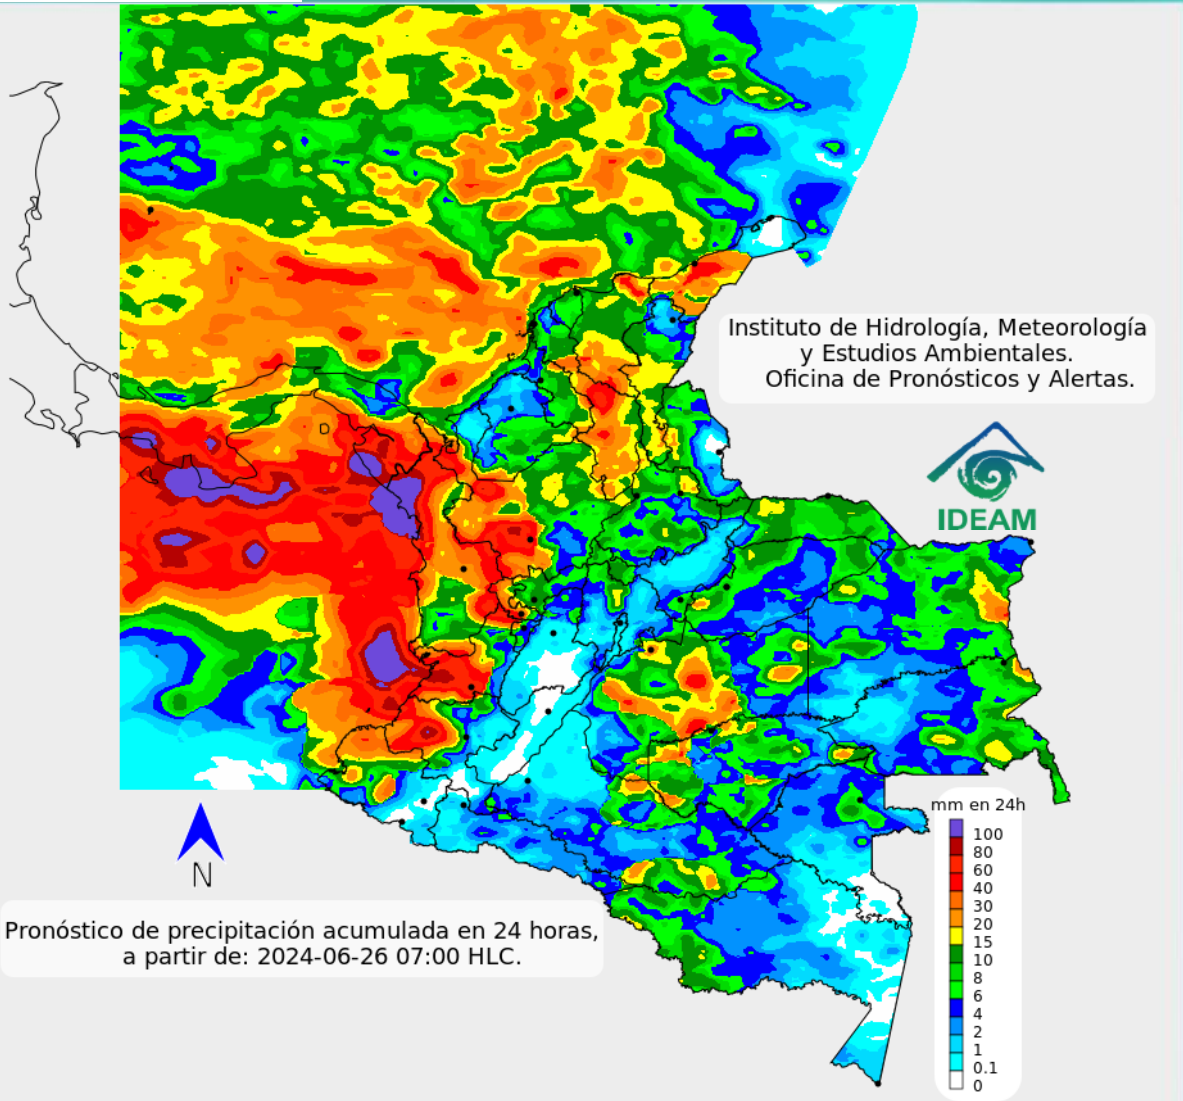 Instituto de Hidrología, Meteorología
y Estudios Ambientales.
Oficina de Pronósticos y Alertas.
IDEAM
D
mm en 24h
100
80
60
40
30
20
15
10
8
6
4
2
1
0.1
0
N
Pronóstico de precipitación acumulada en 24 horas,
a partir de: 2024-06-26 07:00 HLC.